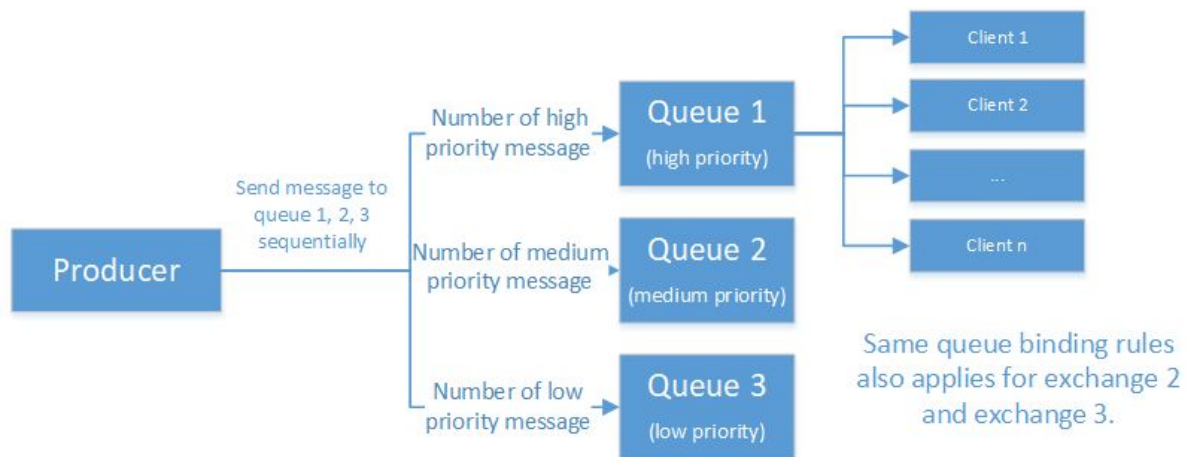 Producer
Send message to
queue 1, 2, 3
sequentially
Number of high
priority message
Number of medium
priority message
Number of low
priority message
Queue 1
(high priority)
Queue 2
(medium priority)
Queue 3
(low priority)
Client 1
Client 2
...
Client n
Same queue binding rules
also applies for exchange 2
and exchange 3.